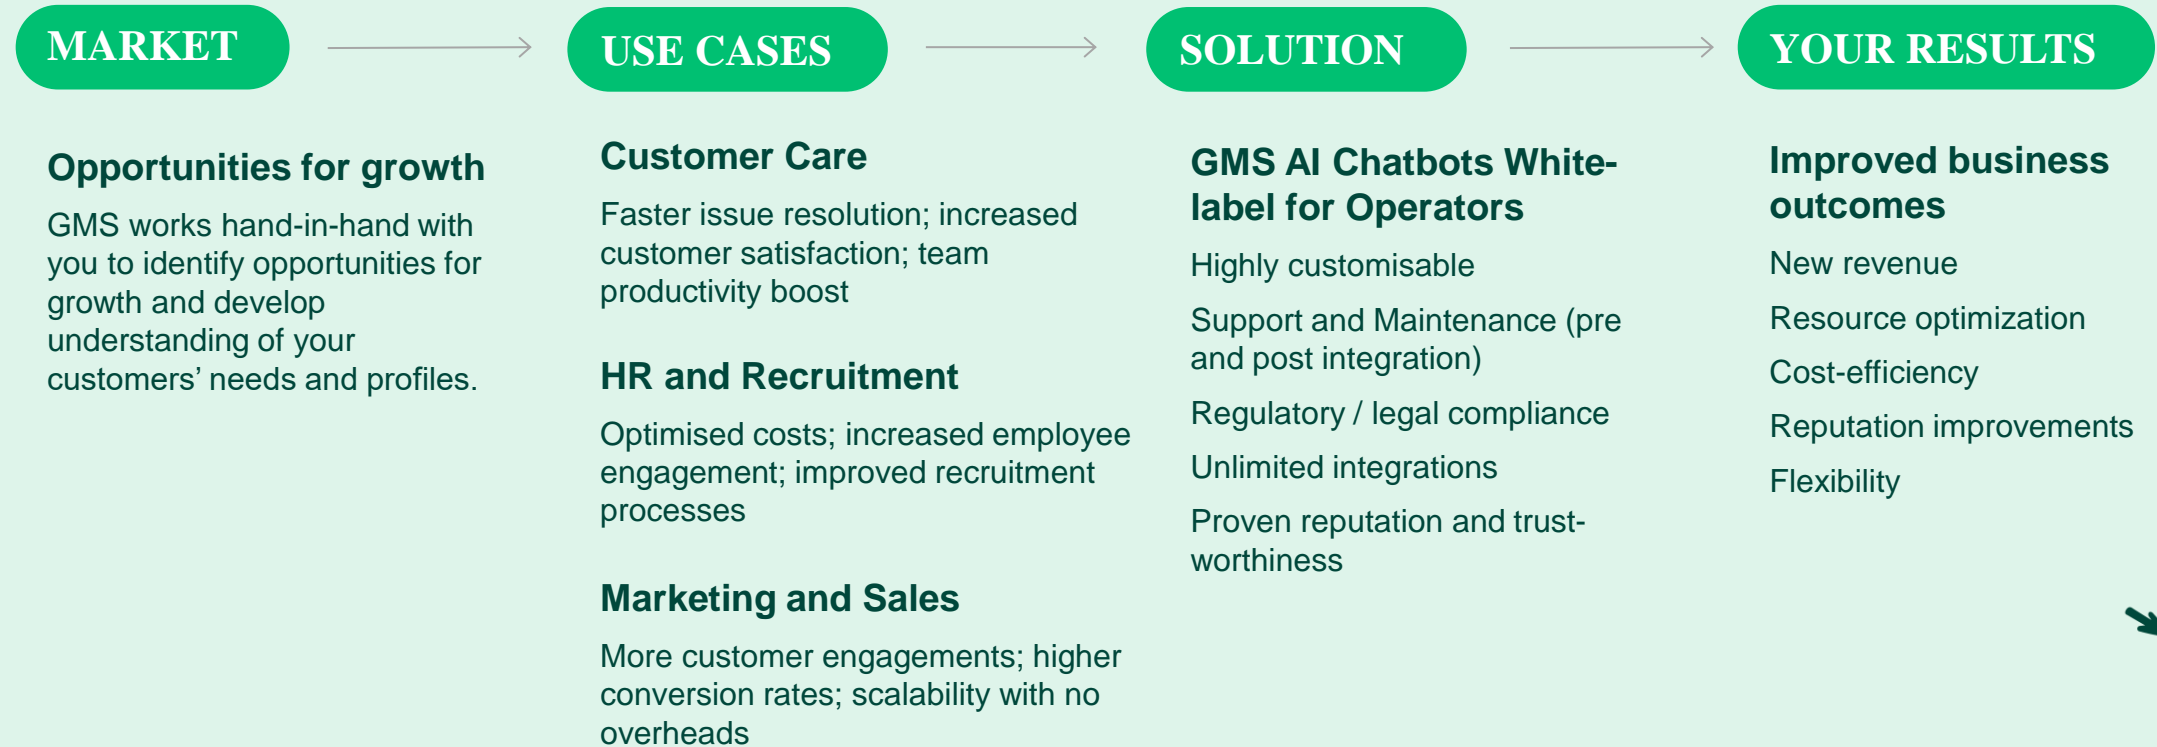 MARKET
USE CASES
SOLUTION
YOUR RESULTS
Opportunities for growth
GMS works hand-in-hand with
you to identify opportunities for
growth and develop
understanding of your
customers’ needs and profiles.
Customer Care
Faster issue resolution; increased
customer satisfaction; team
productivity boost
HR and Recruitment
Optimised costs; increased employee
engagement; improved recruitment
processes
Marketing and Sales
More customer engagements; higher
conversion rates; scalability with no
overheads
GMS AI Chatbots White-
label for Operators
Highly customisable
Support and Maintenance (pre
and post integration)
Regulatory / legal compliance
Unlimited integrations
Proven reputation and trust-
worthiness
Improved business
outcomes
New revenue
Resource optimization
Cost-efficiency
Reputation improvements
Flexibility